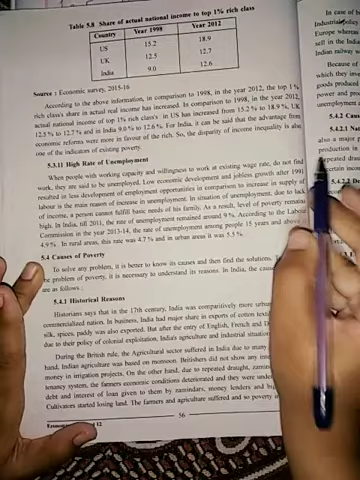 Table 5.8 Share of actual national income to top 1% rich class
Country Year 1998 Year 2012
US 15.2 18.9
UK 12.5 12.7
India 9.0 12.6
Source : Economic survey, 2015-16
According to the above information, in comparison to 1998, in the year 2012, the top 1 %
rich class's share in actual real income has increased. In comparison to 1998, in the year 2012,
actual national income of top 1% rich class's in US has increased from 15.2 % to 18.9 %, UK
12.5 % to 12.7 % and in India 9.0 % to 12.6 %. For India, it can be said that the advantage from
economic reforms were more in favour of the rich. So, the disparity of income inequality is also
one of the indicators of existing poverty.
5.3.11 High Rate of Unemployment
When people with working capacity and willingness to work at existing wage rate, do not find
work, they are said to be unemployed. Low economic development and jobless growth after 1991
resulted in less development of employment opportunities in comparison to increase in supply of
labour is the main reason of increase in unemployment. In situation of unemployment, due to lack
of income, a person cannot fulfill basic needs of his family. As a result, level of poverty remains
high. In India, till 2011, the rate of unemployment remained around 9 %. According to the Labour
Commission in the year 2013-14, the rate of unemployment among people 15 years and above
4.9 %. In rural areas, this rate was 4.7 % and in urban areas it was 5.5 %.
5.4 Causes of Poverty
To solve any problem, it is better to know its causes and then find the solutions. To
the problem of poverty, it is necessary to understand its reasons. In India, the causes
are as follows :
5.4.1 Historical Reasons
Historians says that in the 17th century, India was comparitively more urban
commercialized nation. In business, India had major share in exports of cotton textil
silk, spices, paddy was also exported. But after the entry of English, French and D
due to their policy of colonial exploitation, India's agriculture and industrial situation
During the British rule, the Agricultural sector suffered in India due to many
hand, Indian agriculture was based on monsoon. Britishers did not show any inte
money in irrigation projects. On the other hand, due to repeated draught, zamin
tenancy system, the farmers economic conditions deteriorated and they were unde
debt and interest of loan given to them by zamindars, money lenders and big
Cultivators started losing land. The farmers and agriculture suffered and so poverty in
56
12
In case of b
Industrial policy
Europe whereas
sell in the India
Indian railway w
Because of
which they im
goods produced
power and pro
unemployment
5.4.2 Caus
5.4.2.1 Nat
also a major p
production in
repeated drau
certain incom
5.4.2.2 De